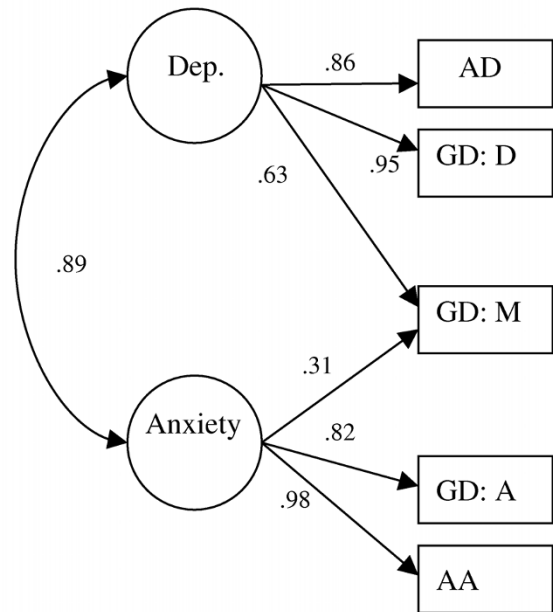 Dep.
.86
AD
.95
GD: D
.63
.89
GD: M
.31
Anxiety
.82
GD: A
.98
AA